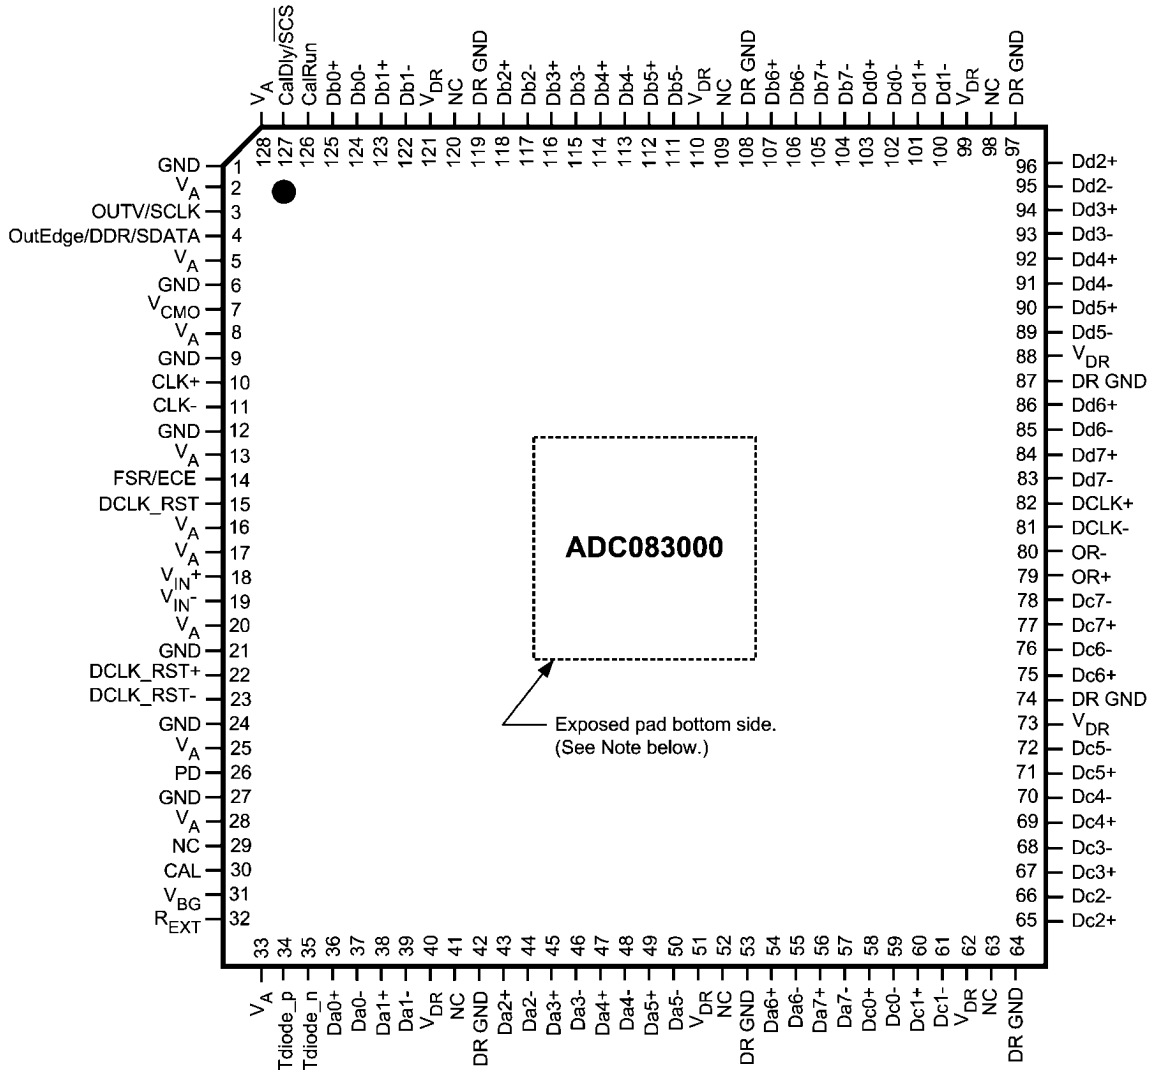 V_A
CalDly/SCS
CalRun
Db0+
Db0-
Db1+
Db1-
V_DR
NC
DR GND
Db2+
Db2-
Db3+
Db3-
Db4+
Db4-
Db5+
Db5-
V_DR
NC
DR GND
Db6+
Db6-
Db7+
Db7-
Dd0+
Dd0-
Dd1+
Dd1-
V_DR
NC
DR GND
128
127
126
125
124
123
122
121
120
119
118
117
116
115
114
113
112
111
110
109
108
107
106
105
104
103
102
101
100
99
98
97
GND 1
V_A 2
OUTV/SCLK 3
OutEdge/DDR/SDATA 4
V_A 5
GND 6
V_CMO 7
V_A 8
GND 9
CLK+ 10
CLK- 11
GND 12
V_A 13
FSR/ECE 14
DCLK_RST 15
V_A 16
V_A 17
V_IN+ 18
V_IN- 19
V_A 20
GND 21
DCLK_RST+ 22
DCLK_RST- 23
GND 24
V_A 25
PD 26
GND 27
V_A 28
NC 29
CAL 30
V_BG 31
R_EXT 32
ADC083000
Exposed pad bottom side.
(See Note below.)
96 Dd2+
95 Dd2-
94 Dd3+
93 Dd3-
92 Dd4+
91 Dd4-
90 Dd5+
89 Dd5-
88 V_DR
87 DR GND
86 Dd6+
85 Dd6-
84 Dd7+
83 Dd7-
82 DCLK+
81 DCLK-
80 OR-
79 OR+
78 Dc7-
77 Dc7+
76 Dc6-
75 Dc6+
74 DR GND
73 V_DR
72 Dc5-
71 Dc5+
70 Dc4-
69 Dc4+
68 Dc3-
67 Dc3+
66 Dc2-
65 Dc2+
33
34
35
36
37
38
39
40
41
42
43
44
45
46
47
48
49
50
51
52
53
54
55
56
57
58
59
60
61
62
63
64
V_A
Tdiode_p
Tdiode_n
Da0+
Da0-
Da1+
Da1-
V_DR
NC
DR GND
Da2+
Da2-
Da3+
Da3-
Da4+
Da4-
Da5+
Da5-
V_DR
NC
DR GND
Da6+
Da6-
Da7+
Da7-
Dc0+
Dc0-
Dc1+
Dc1-
V_DR
NC
DR GND